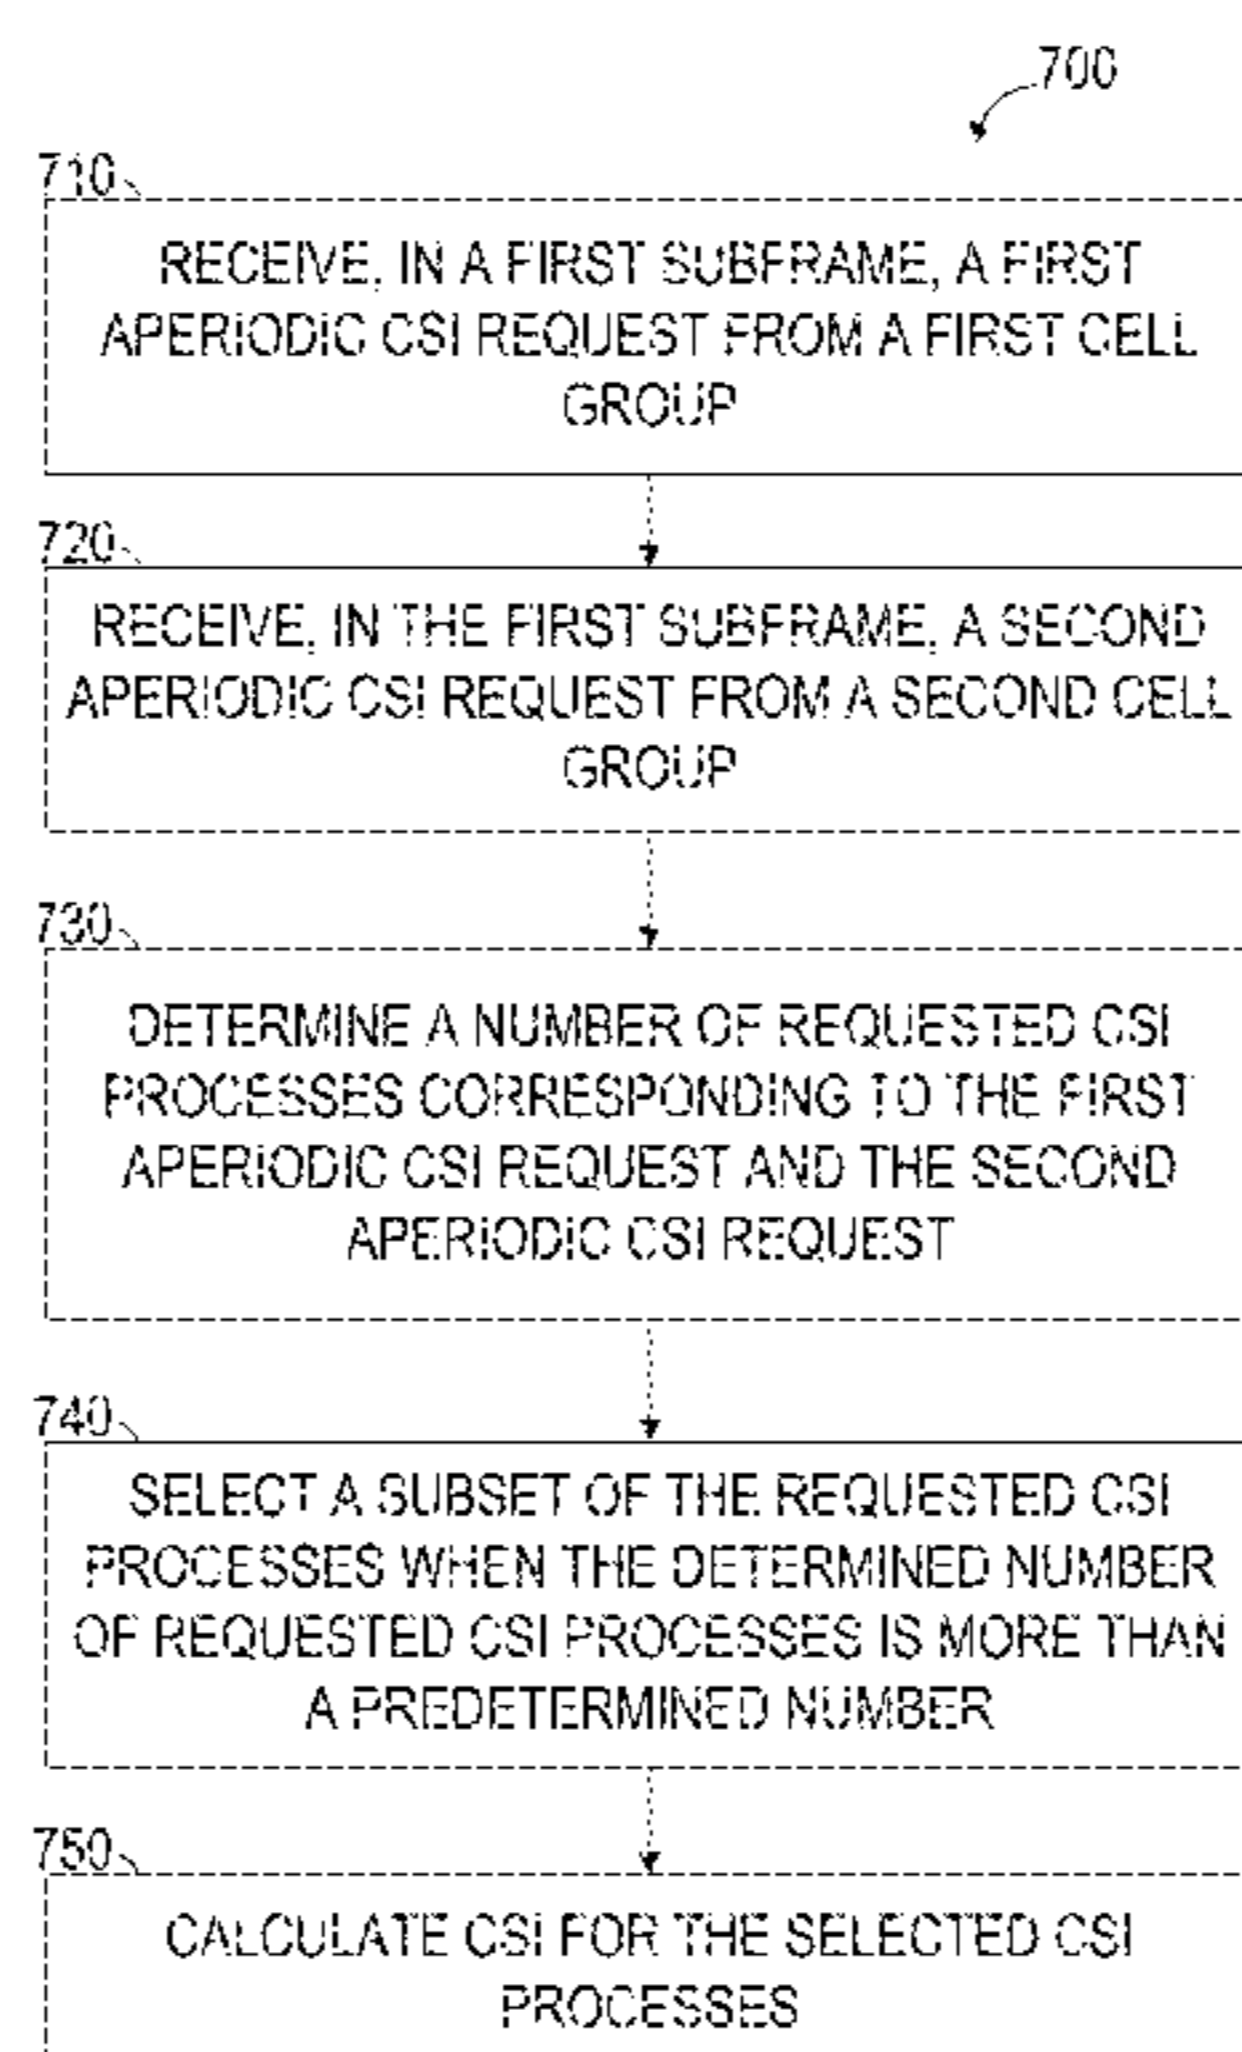 700
710
RECEIVE, IN A FIRST SUBFRAME, A FIRST
APERIODIC CSI REQUEST FROM A FIRST CELL
GROUP
720
RECEIVE, IN THE FIRST SUBFRAME, A SECOND
APERIODIC CSI REQUEST FROM A SECOND CELL
GROUP
730
DETERMINE A NUMBER OF REQUESTED CSI
PROCESSES CORRESPONDING TO THE FIRST
APERIODIC CSI REQUEST AND THE SECOND
APERIODIC CSI REQUEST
740
SELECT A SUBSET OF THE REQUESTED CSI
PROCESSES WHEN THE DETERMINED NUMBER
OF REQUESTED CSI PROCESSES IS MORE THAN
A PREDETERMINED NUMBER
750
CALCULATE CSI FOR THE SELECTED CSI
PROCESSES